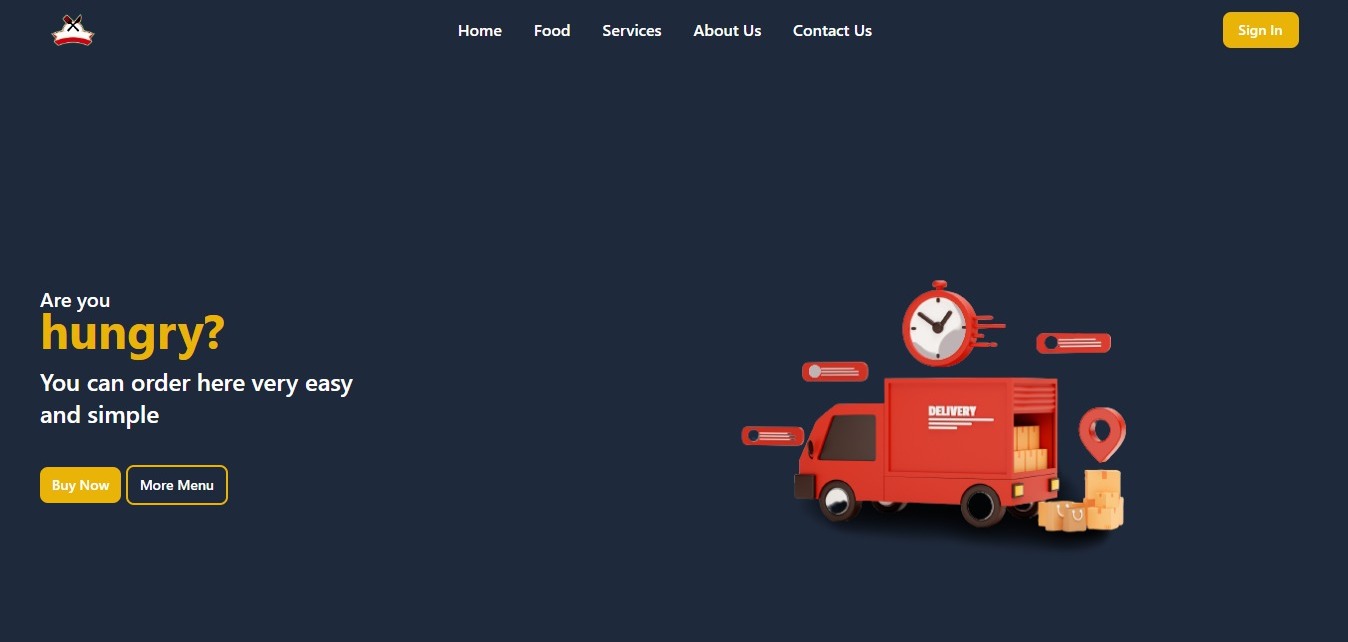 Home Food Services About Us Contact Us Sign In
Are you
hungry?
You can order here very easy
and simple
Buy Now More Menu
DELIVERY